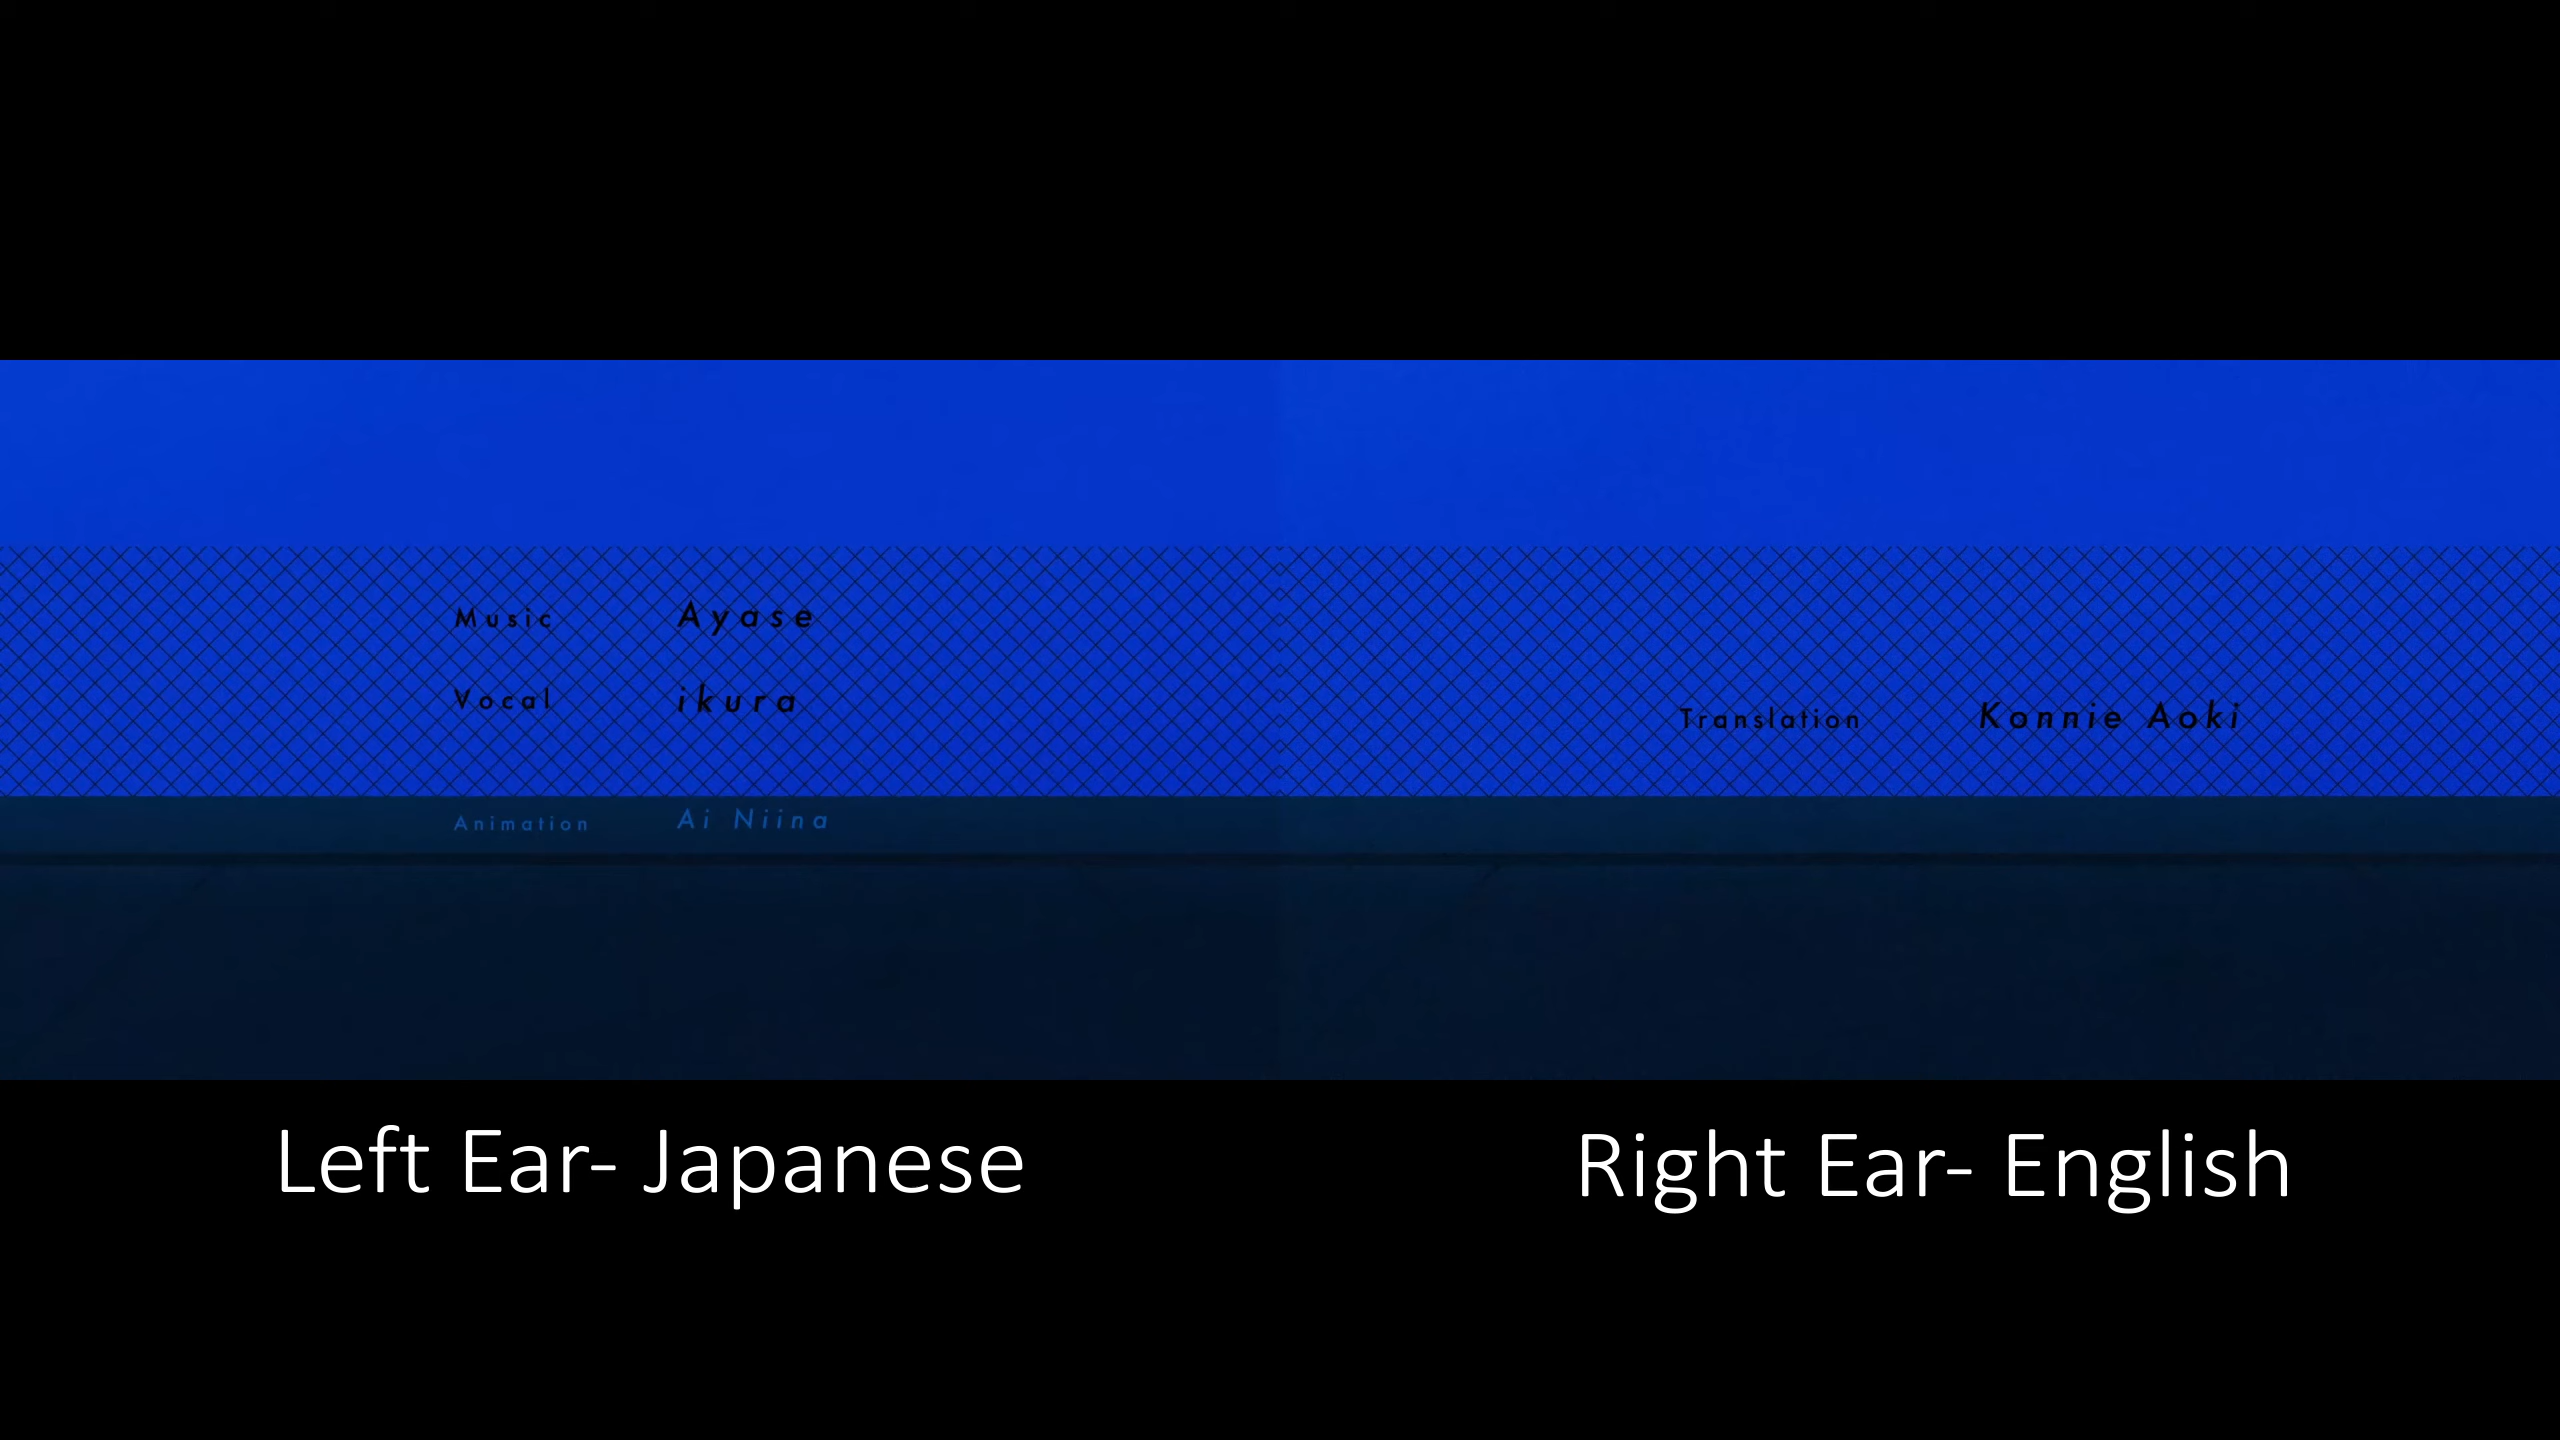 Music Ayase
Vocal ikura
Animation Ai Niina
Translation Konnie Aoki
Left Ear- Japanese
Right Ear- English